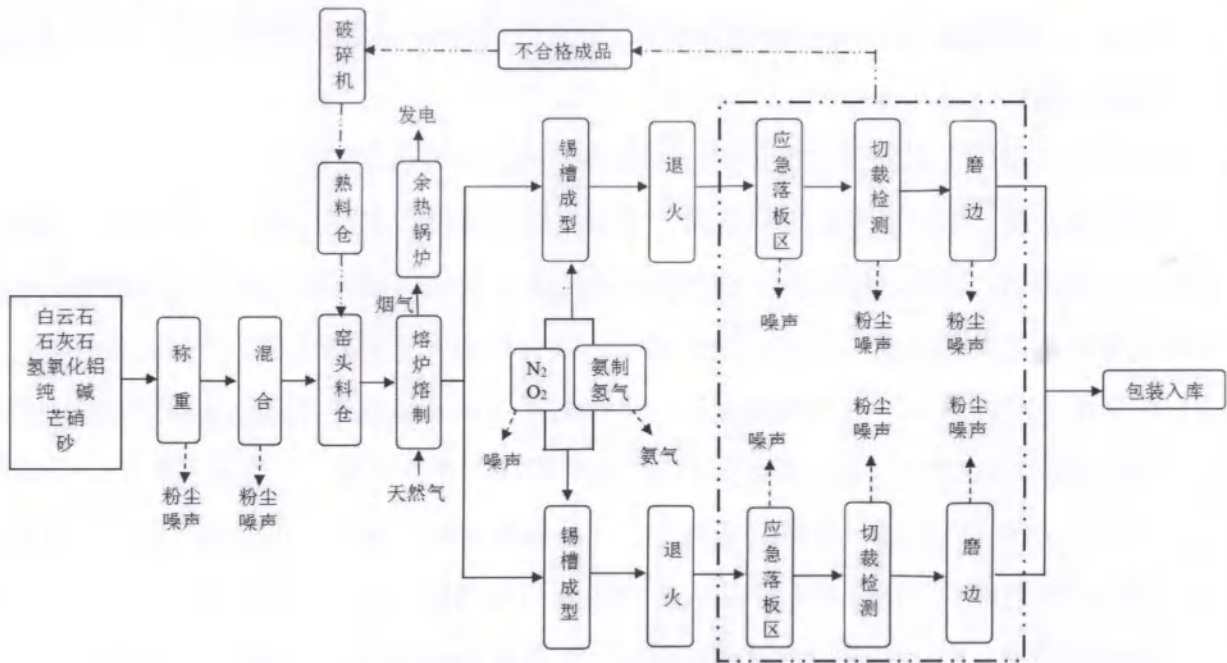 破碎机
不合格成品
发电
熟料仓
余热锅炉
锡槽成型
退火
应急落板区
切裁检测
磨边
烟气
噪声
粉尘
噪声
粉尘
噪声
白云石
石灰石
氢氧化铝
纯 碱
芒硝
砂
称重
混合
窑头料仓
熔炉熔制
N₂
O₂
氨制
氢气
包装入库
噪声
氨气
天然气
粉尘
噪声
粉尘
噪声
噪声
粉尘
噪声
粉尘
噪声
锡槽成型
退火
应急落板区
切裁检测
磨边